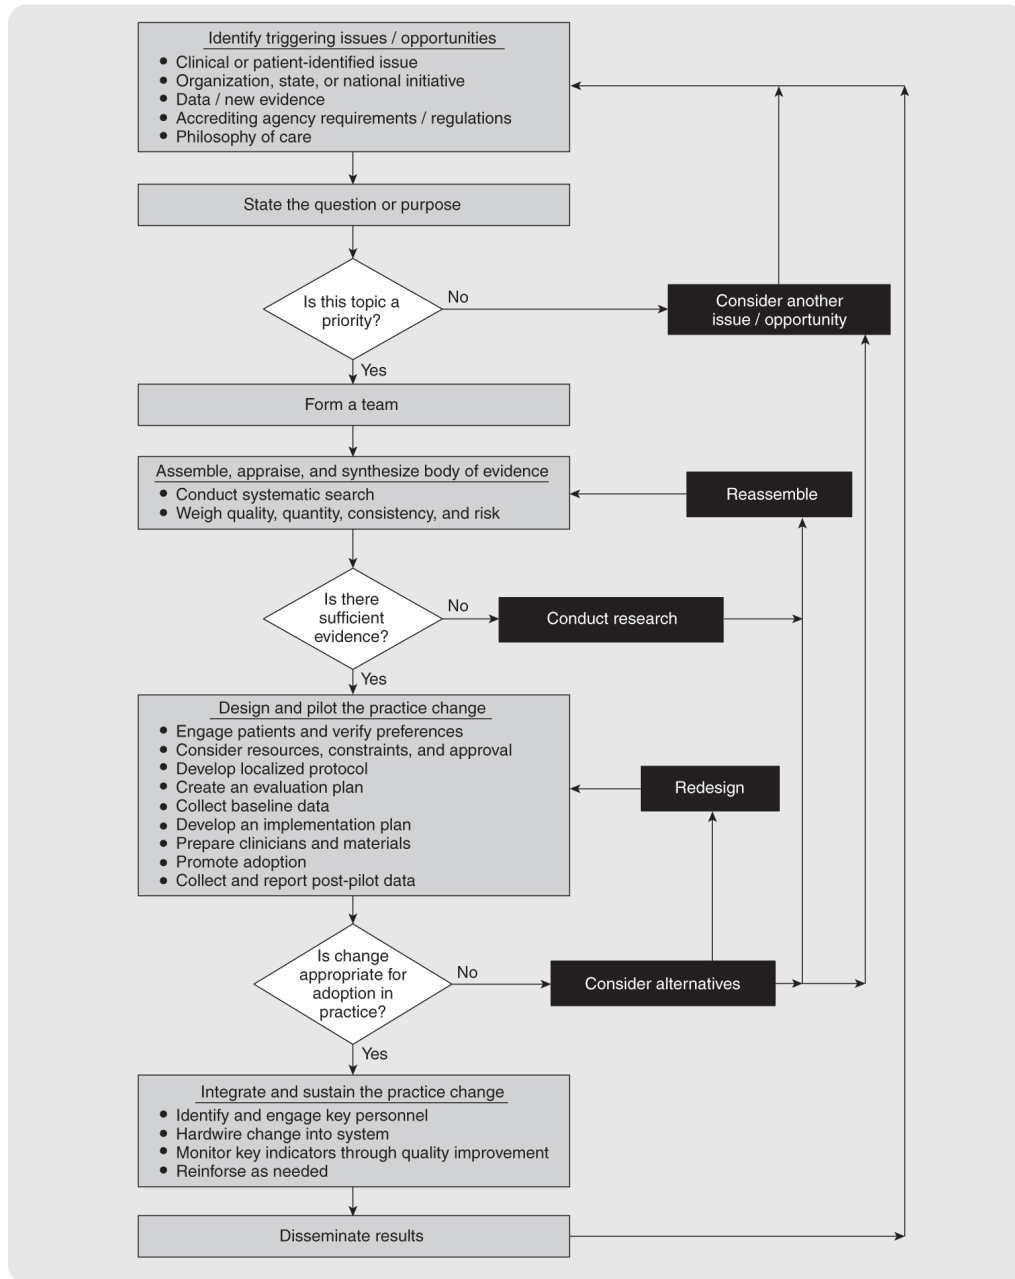 Identify triggering issues / opportunities
• Clinical or patient-identified issue
• Organization, state, or national initiative
• Data / new evidence
• Accrediting agency requirements / regulations
• Philosophy of care
State the question or purpose
Is this topic a
priority?
No
Consider another
issue / opportunity
Yes
Form a team
Assemble, appraise, and synthesize body of evidence
• Conduct systematic search
• Weigh quality, quantity, consistency, and risk
Reassemble
Is there
sufficient
evidence?
No
Conduct research
Yes
Design and pilot the practice change
• Engage patients and verify preferences
• Consider resources, constraints, and approval
• Develop localized protocol
• Create an evaluation plan
• Collect baseline data
• Develop an implementation plan
• Prepare clinicians and materials
• Promote adoption
• Collect and report post-pilot data
Redesign
Is change
appropriate for
adoption in
practice?
No
Consider alternatives
Yes
Integrate and sustain the practice change
• Identify and engage key personnel
• Hardwire change into system
• Monitor key indicators through quality improvement
• Reinforse as needed
Disseminate results